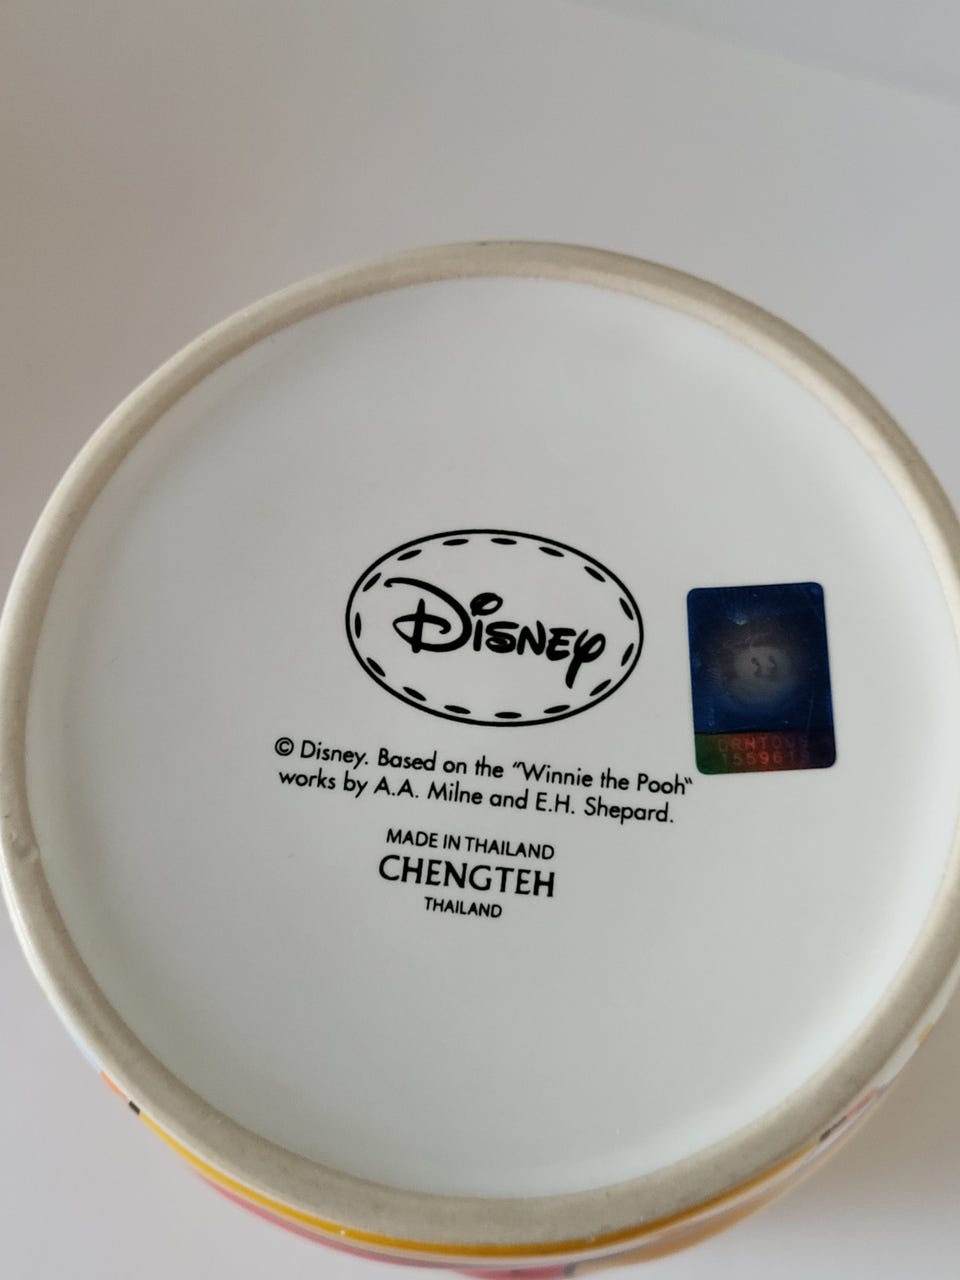 Disney
© Disney. Based on the "Winnie the Pooh"
works by A.A. Milne and E.H. Shepard.
MADE IN THAILAND
CHENGTEH
THAILAND